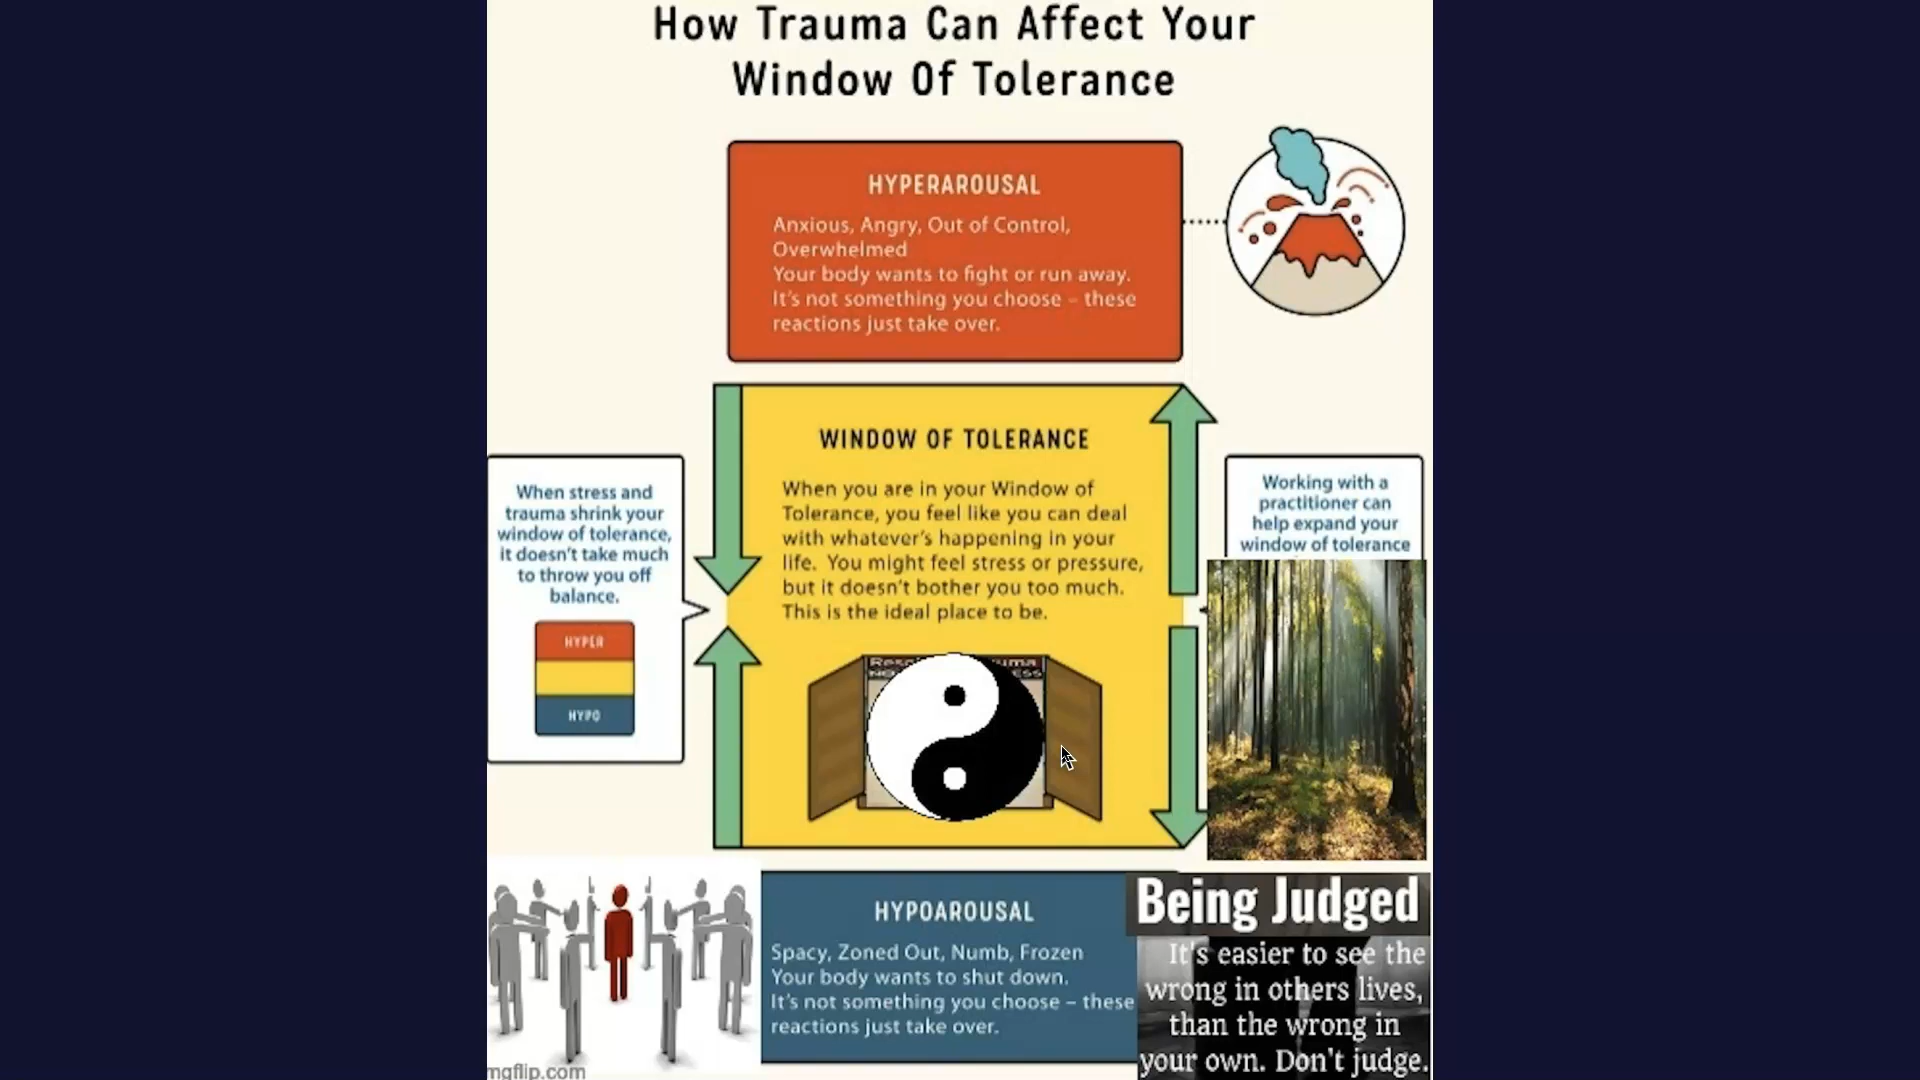 How Trauma Can Affect Your
Window Of Tolerance
HYPERAROUSAL
Anxious, Angry, Out of Control,
Overwhelmed
Your body wants to fight or run away.
It's not something you choose – these
reactions just take over.
WINDOW OF TOLERANCE
When you are in your Window of
Tolerance, you feel like you can deal
with whatever's happening in your
life. You might feel stress or pressure,
but it doesn't bother you too much.
This is the ideal place to be.
When stress and
trauma shrink your
window of tolerance,
it doesn't take much
to throw you off
balance.
HYPER
HYPO
Working with a
practitioner can
help expand your
window of tolerance
HYPOAROUSAL
Spacy, Zoned Out, Numb, Frozen
Your body wants to shut down.
It's not something you choose – these
reactions just take over.
Being Judged
It's easier to see the
wrong in others lives,
than the wrong in
your own. Don't judge.
mgflip.com